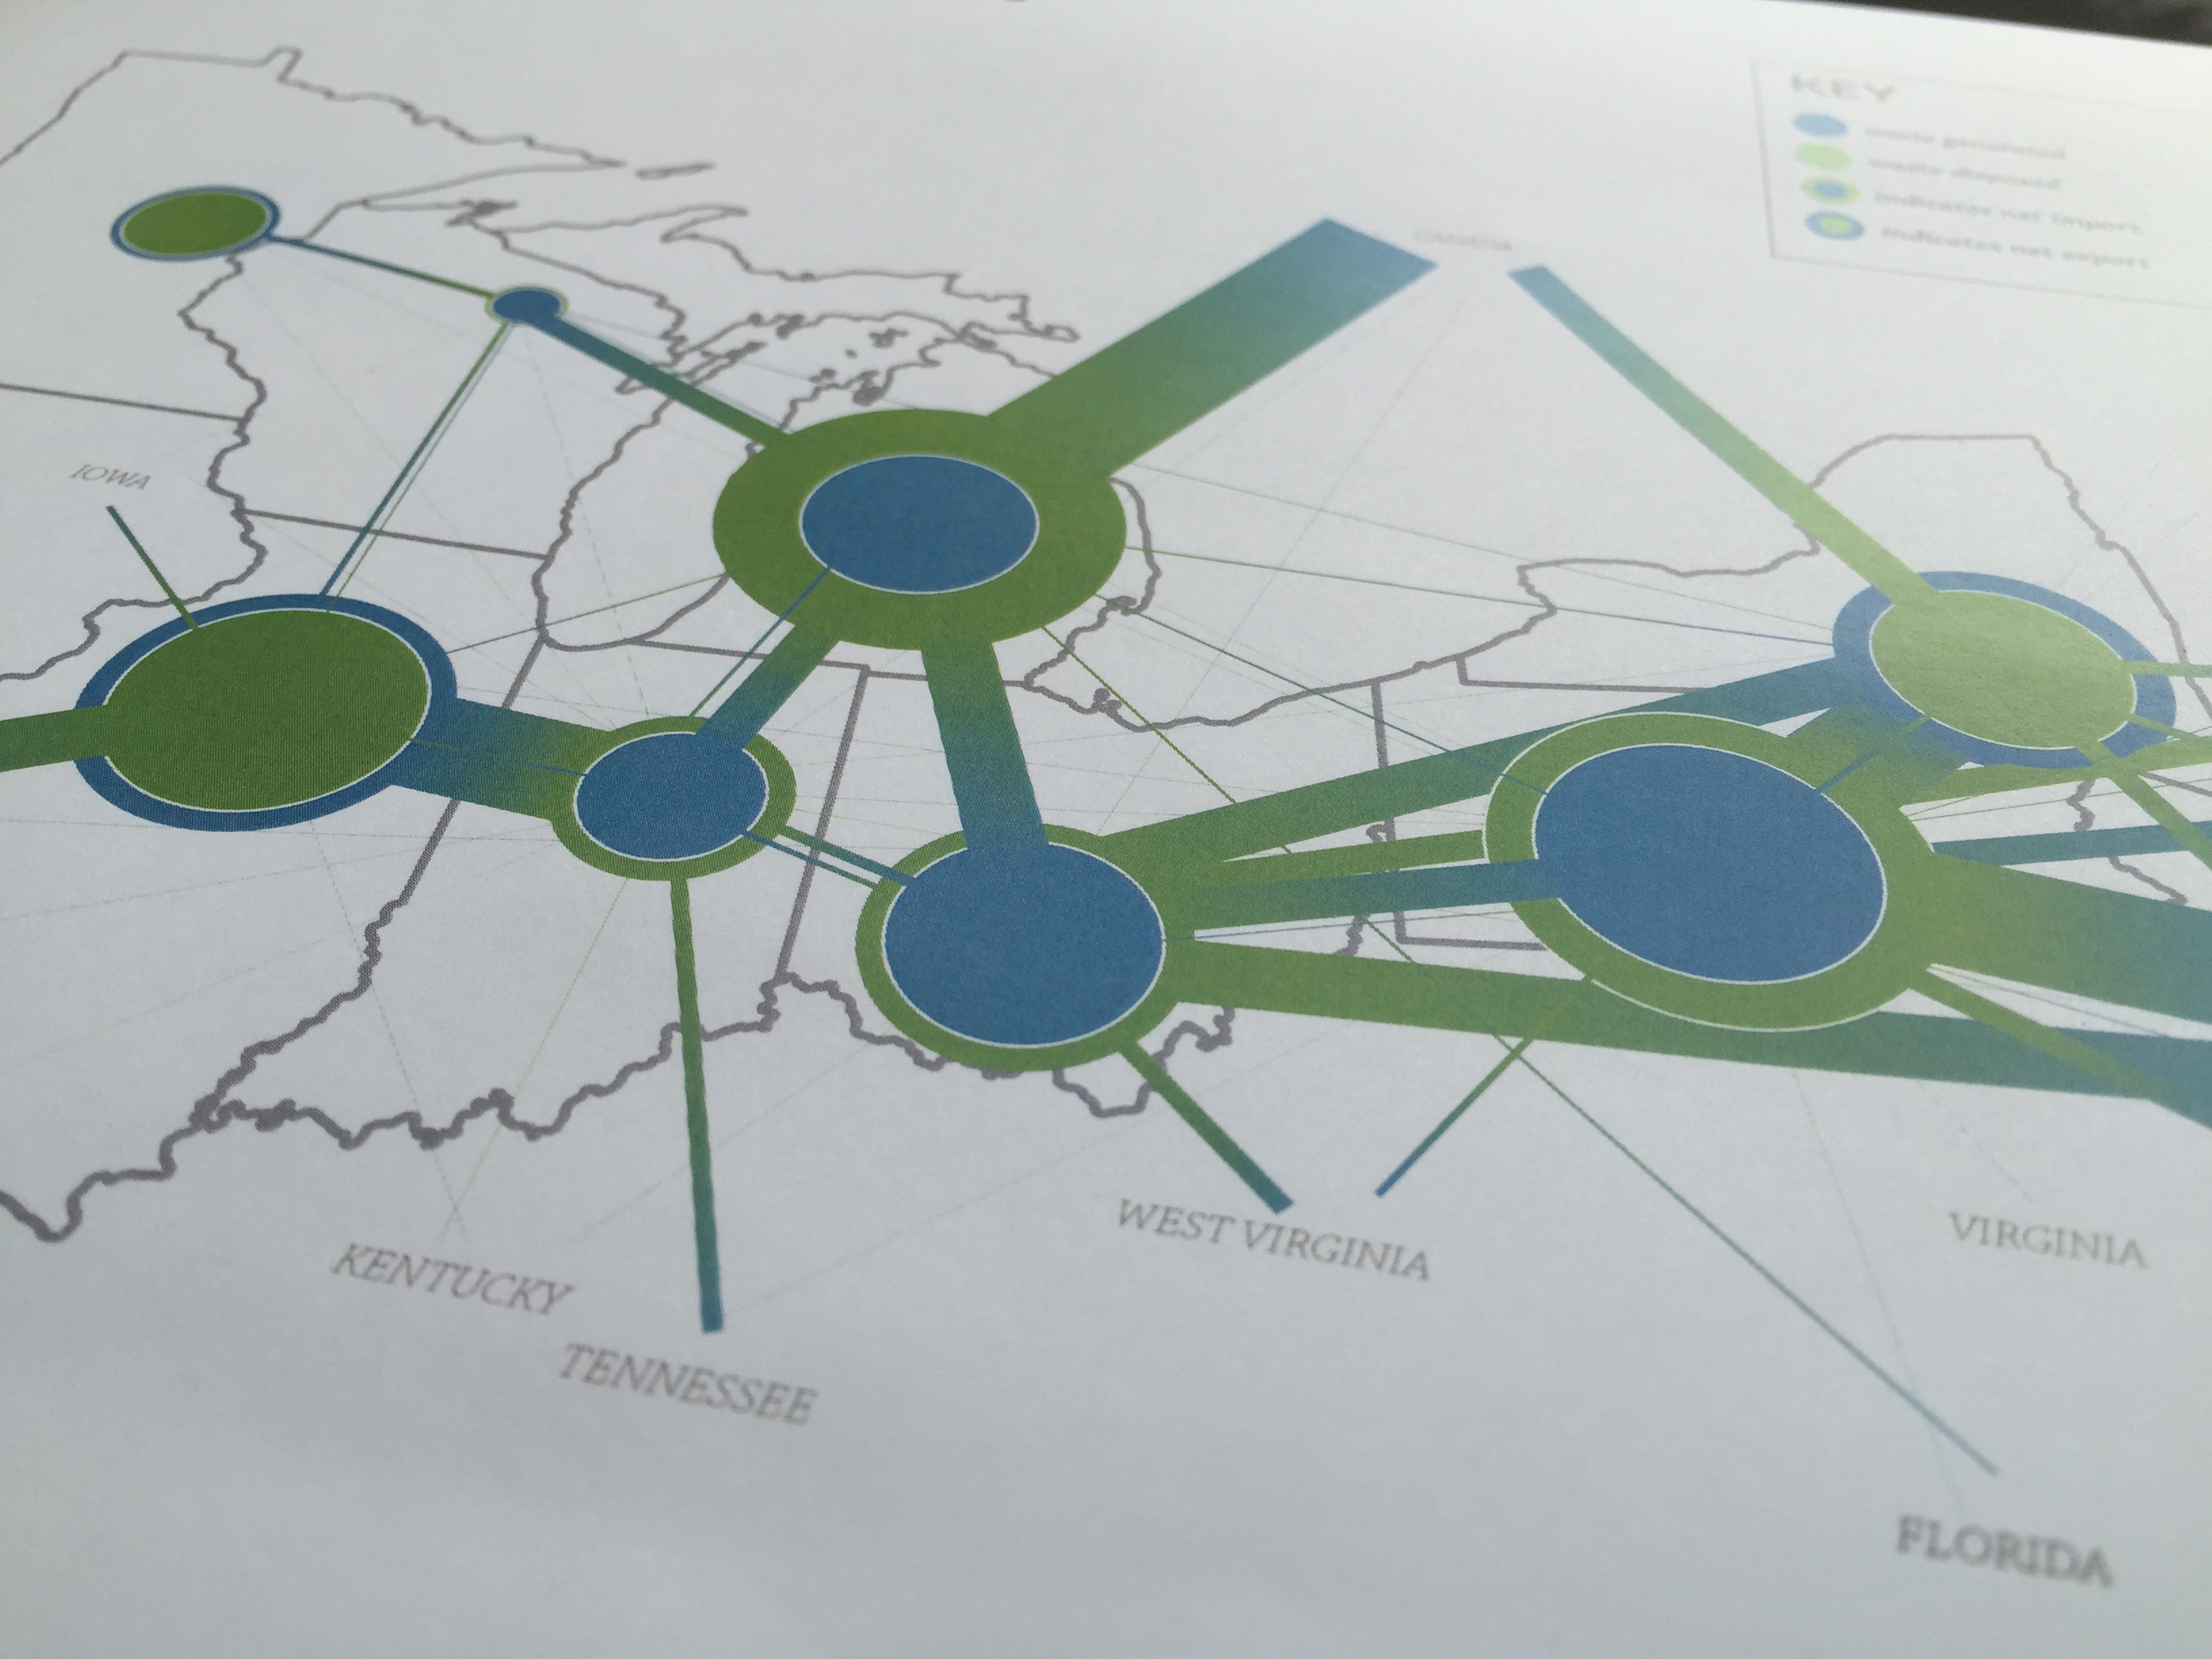 KEY
waste generated
waste disposed
indicates net import
indicates net export
CANADA
IOWA
KENTUCKY
TENNESSEE
WEST VIRGINIA
VIRGINIA
FLORIDA